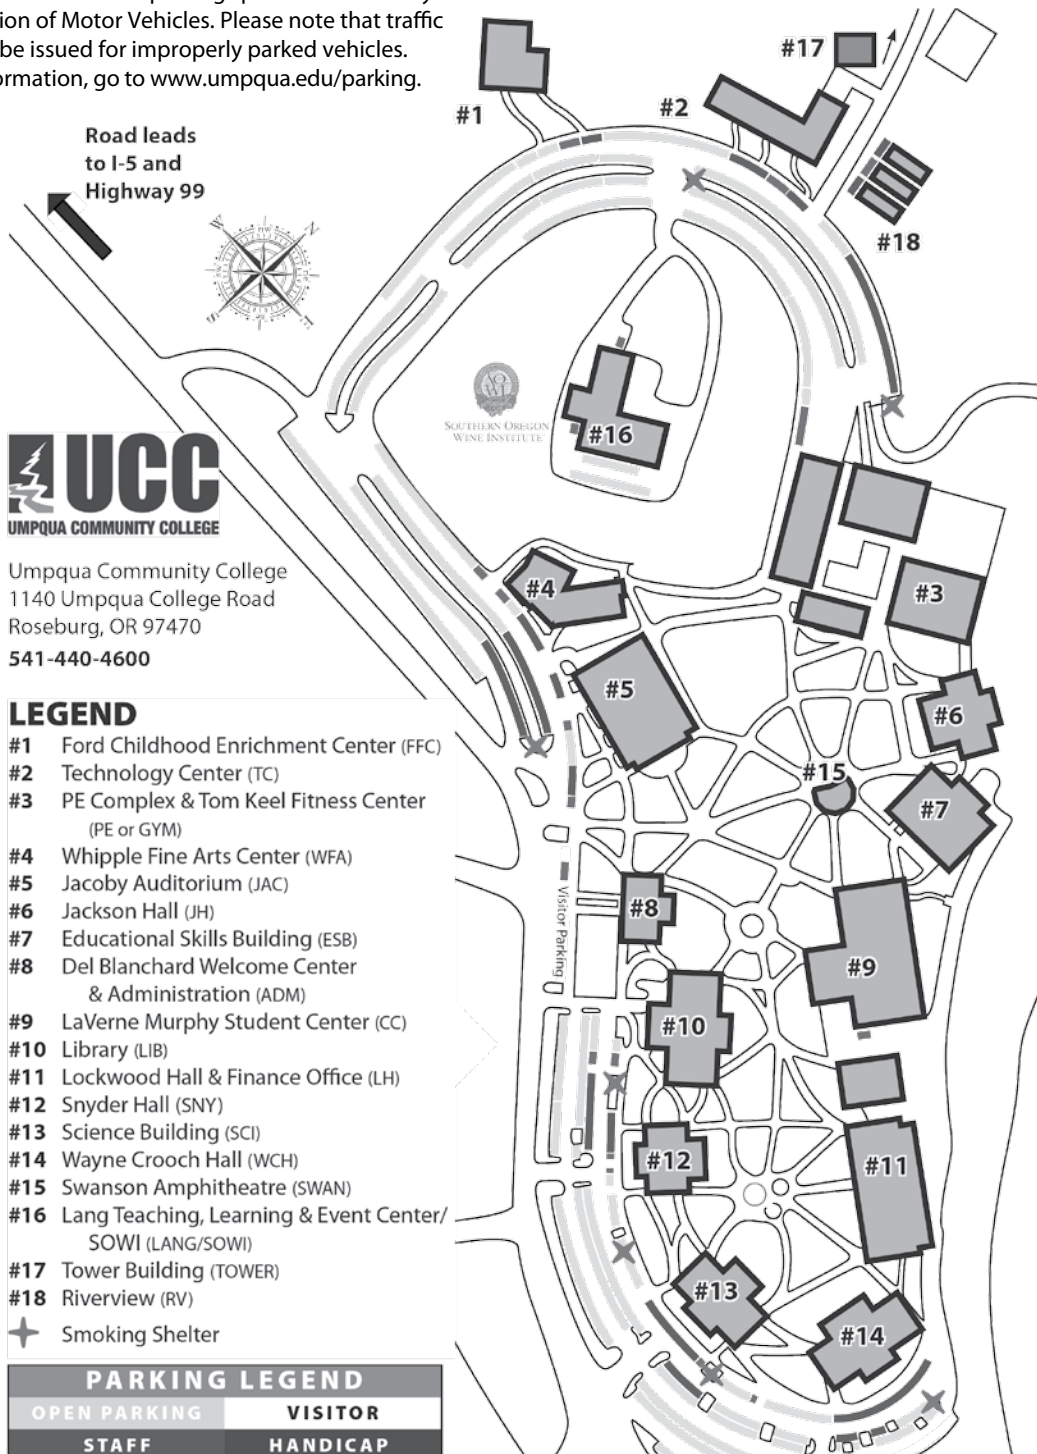 ion of Motor Vehicles. Please note that traffic
be issued for improperly parked vehicles.
ormation, go to www.umpqua.edu/parking.
#17
#1
#2
Road leads
to I-5 and
Highway 99
#18
N
W
S
E
SOUTHERN OREGON
WINE INSTITUTE
#16
UCC
UMPQUA COMMUNITY COLLEGE
Umpqua Community College
1140 Umpqua College Road
Roseburg, OR 97470
541-440-4600
#4
#3
#5
#6
#15
#7
#8
Visitor Parking
#9
#10
#12
#11
#13
#14
LEGEND
#1 Ford Childhood Enrichment Center (FFC)
#2 Technology Center (TC)
#3 PE Complex & Tom Keel Fitness Center
(PE or GYM)
#4 Whipple Fine Arts Center (WFA)
#5 Jacoby Auditorium (JAC)
#6 Jackson Hall (JH)
#7 Educational Skills Building (ESB)
#8 Del Blanchard Welcome Center
& Administration (ADM)
#9 LaVerne Murphy Student Center (CC)
#10 Library (LIB)
#11 Lockwood Hall & Finance Office (LH)
#12 Snyder Hall (SNY)
#13 Science Building (SCI)
#14 Wayne Crooch Hall (WCH)
#15 Swanson Amphitheatre (SWAN)
#16 Lang Teaching, Learning & Event Center/
SOWI (LANG/SOWI)
#17 Tower Building (TOWER)
#18 Riverview (RV)
Smoking Shelter
PARKING LEGEND
OPEN PARKING VISITOR
STAFF HANDICAP